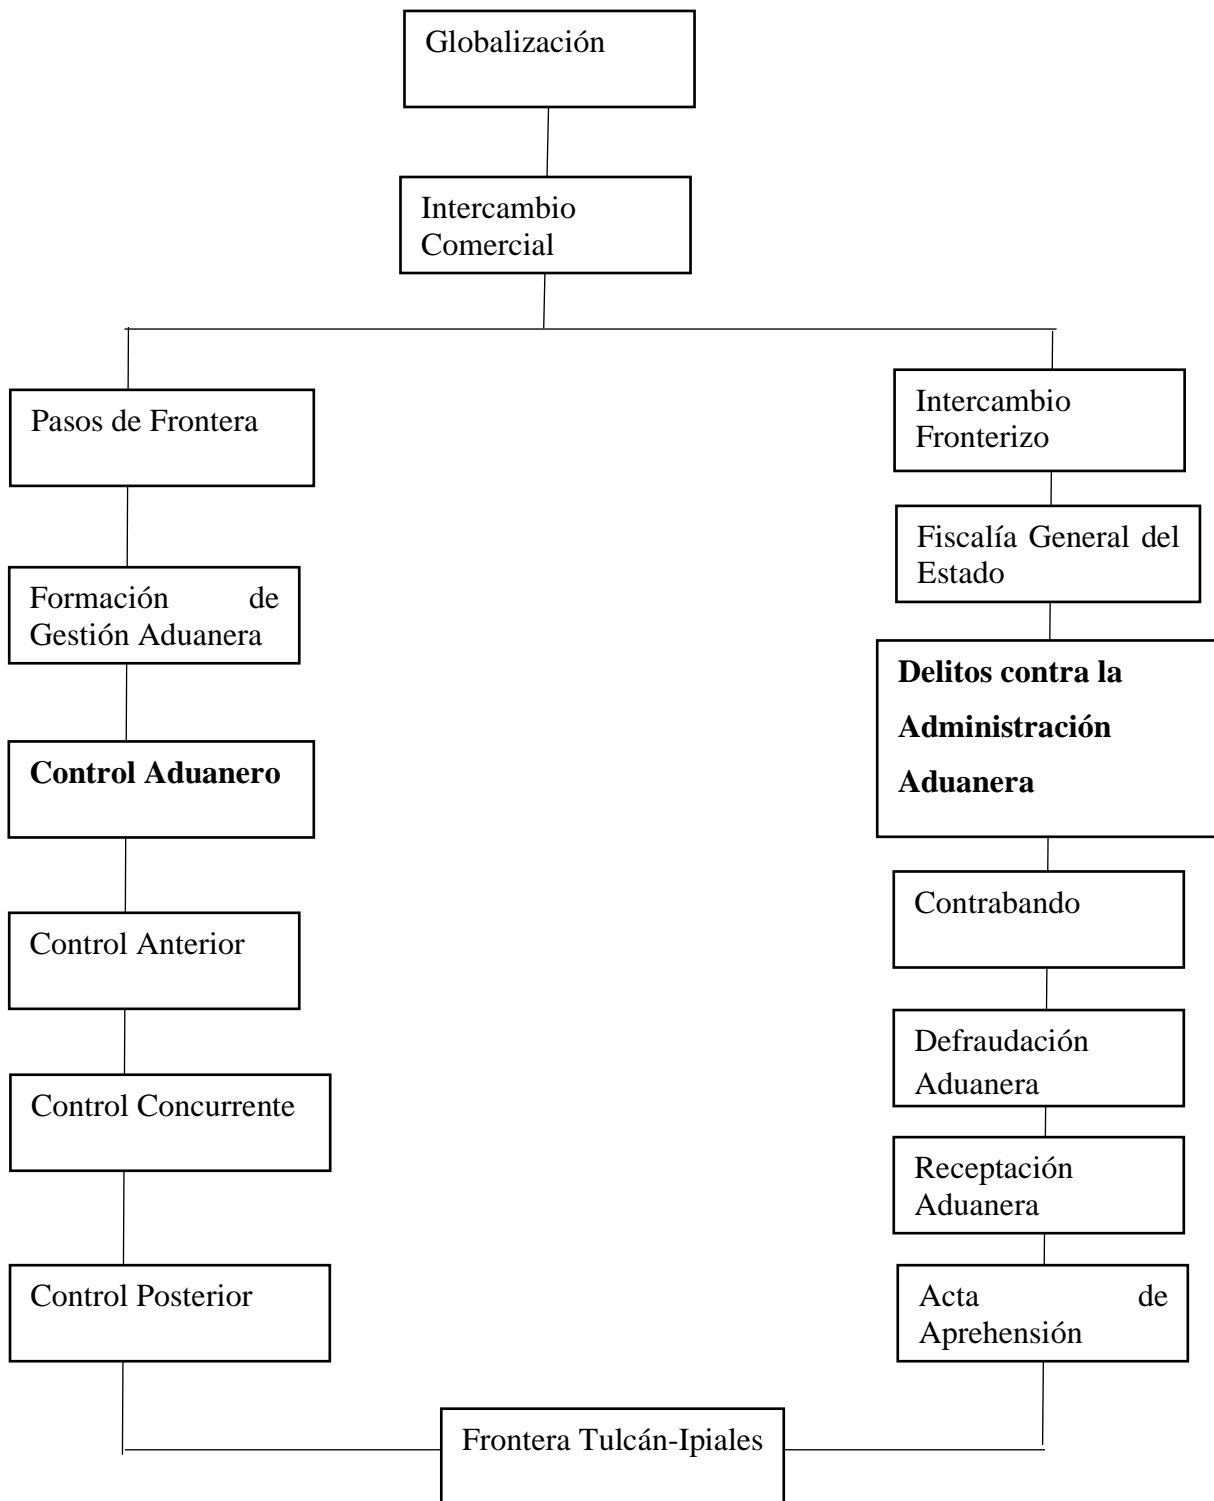 Globalización
Intercambio
Comercial
Pasos de Frontera
Formación de
Gestión Aduanera
Control Aduanero
Control Anterior
Control Concurrente
Control Posterior
Intercambio
Fronterizo
Fiscalía General del
Estado
Delitos contra la
Administración
Aduanera
Contrabando
Defraudación
Aduanera
Receptación
Aduanera
Acta de
Aprehensión
Frontera Tulcán-Ipiales